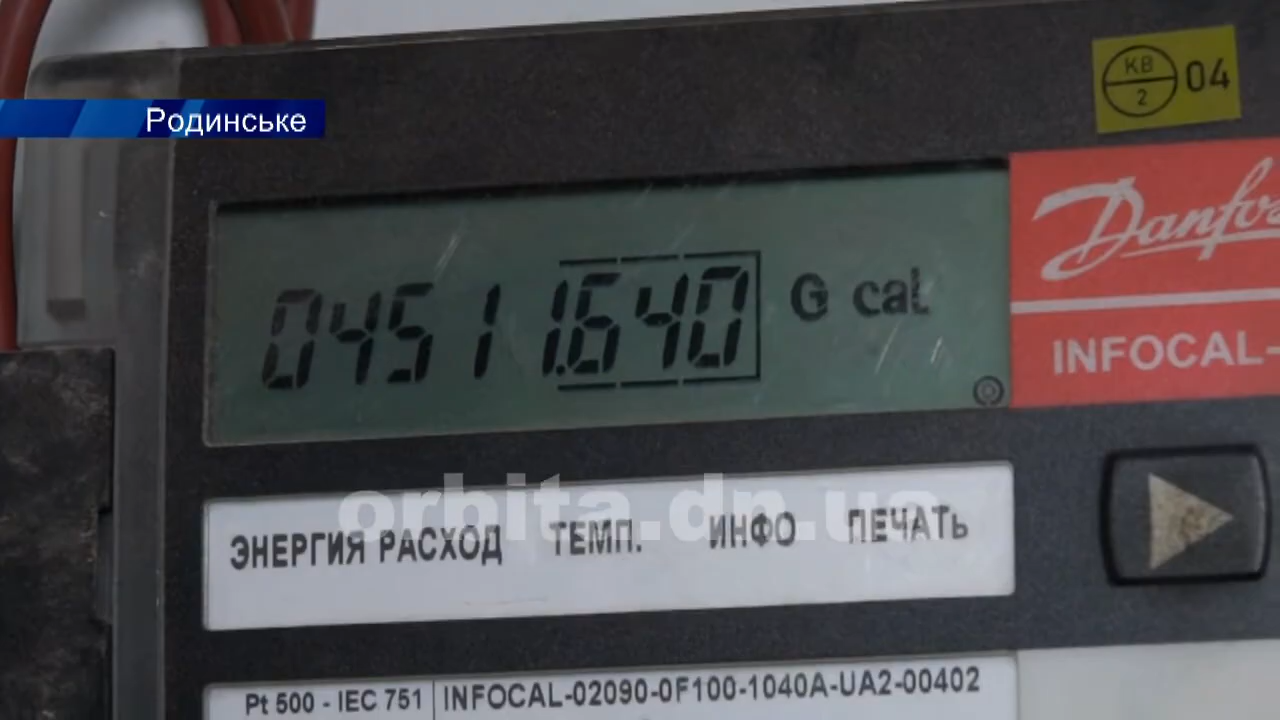 КВ
2
04
Родинське
Danfos
04511.640 G cal
INFOCAL-
orbita.dn.ua
ЭНЕРГИЯ РАСХОД ТЕМП. ИНФО ПЕЧАТЬ
Pt 500 - IEC 751 INFOCAL-02090-0F100-1040A-UA2-00402